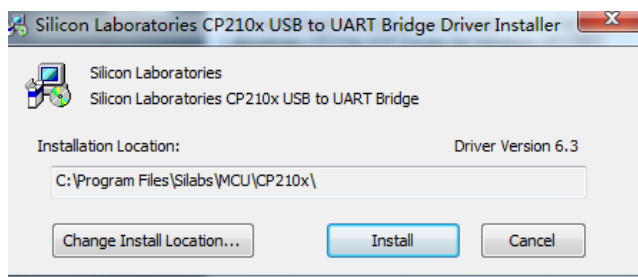 Silicon Laboratories CP210x USB to UART Bridge Driver Installer
Silicon Laboratories
Silicon Laboratories CP210x USB to UART Bridge
Installation Location:
Driver Version 6.3
C:\Program Files\Silabs\MCU\CP210x\
Change Install Location...
Install
Cancel